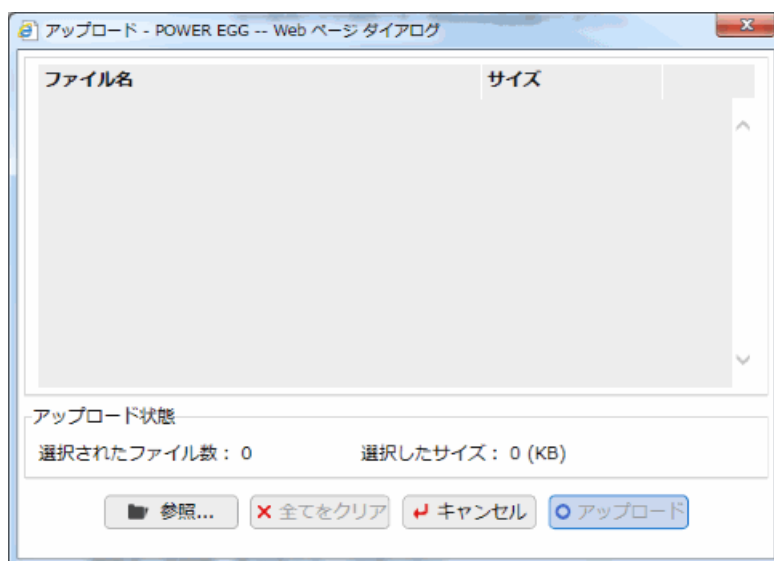 アップロード - POWER EGG -- Web ページ ダイアログ
ファイル名 サイズ
アップロード状態
選択されたファイル数： 0 選択したサイズ： 0 (KB)
参照... 全てをクリア キャンセル アップロード